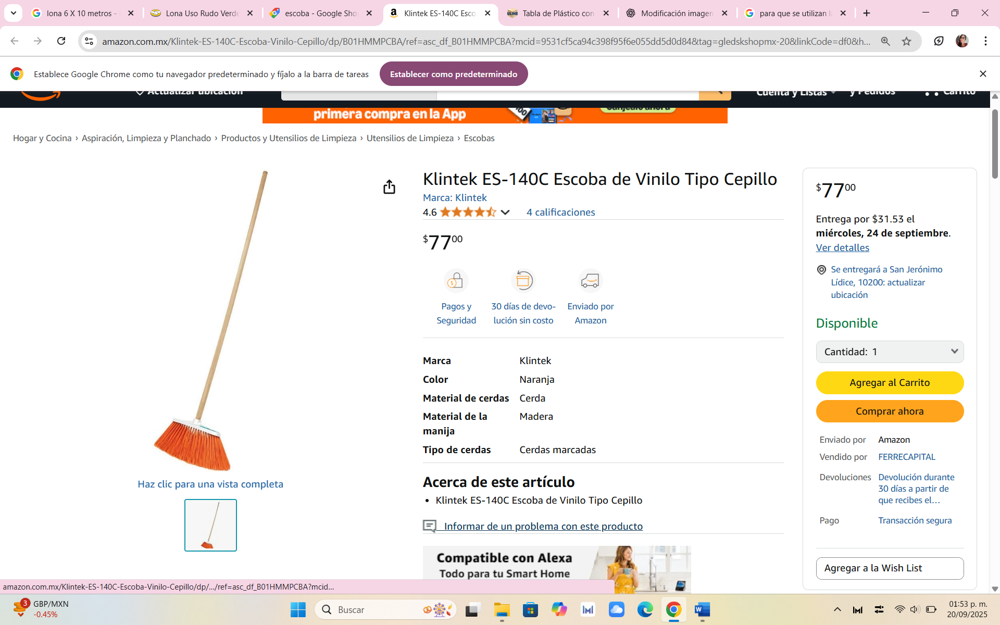 lona 6 X 10 metros -
Lona Uso Rudo Verde
escoba - Google Sho
Klintek ES-140C Esco
Tabla de Plástico con
Modificación imagen
para que se utilizan l
amazon.com.mx/Klintek-ES-140C-Escoba-Vinilo-Cepillo/dp/B01HMMPCBA/ref=asc_df_B01HMMPCBA?mcid=9531cf5ca94c398f95f6e055dd5d0d84&tag=gledskshopmx-20&linkCode=df0&h...
Establece Google Chrome como tu navegador predeterminado y fíjalo a la barra de tareas
Establecer como predeterminado
Actualizar ubicación
Cuenta y Listas
y Pedidos
Carrito
primera compra en la App
100
Canjéalo ahora
Hogar y Cocina › Aspiración, Limpieza y Planchado › Productos y Utensilios de Limpieza › Utensilios de Limpieza › Escobas
Klintek ES-140C Escoba de Vinilo Tipo Cepillo
Marca: Klintek
4.6
4 calificaciones
$7700
Pagos y
Seguridad
30 días de devo-
lución sin costo
Enviado por
Amazon
Marca Klintek
Color Naranja
Material de cerdas Cerda
Material de la Madera
manija
Tipo de cerdas Cerdas marcadas
Acerca de este artículo
• Klintek ES-140C Escoba de Vinilo Tipo Cepillo
Informar de un problema con este producto
Compatible con Alexa
Todo para tu Smart Home
Haz clic para una vista completa
$7700
Entrega por $31.53 el
miércoles, 24 de septiembre.
Ver detalles
Se entregará a San Jerónimo
Lídice, 10200: actualizar
ubicación
Disponible
Cantidad: 1
Agregar al Carrito
Comprar ahora
Enviado por Amazon
Vendido por FERRECAPITAL
Devoluciones Devolución durante
30 días a partir de
que recibes el...
Pago Transacción segura
Agregar a la Wish List
amazon.com.mx/Klintek-ES-140C-Escoba-Vinilo-Cepillo/dp/.../ref=asc_df_B01HMMPCBA?mcid...
3
GBP/MXN
-0.45%
Buscar
01:53 p. m.
20/09/2025